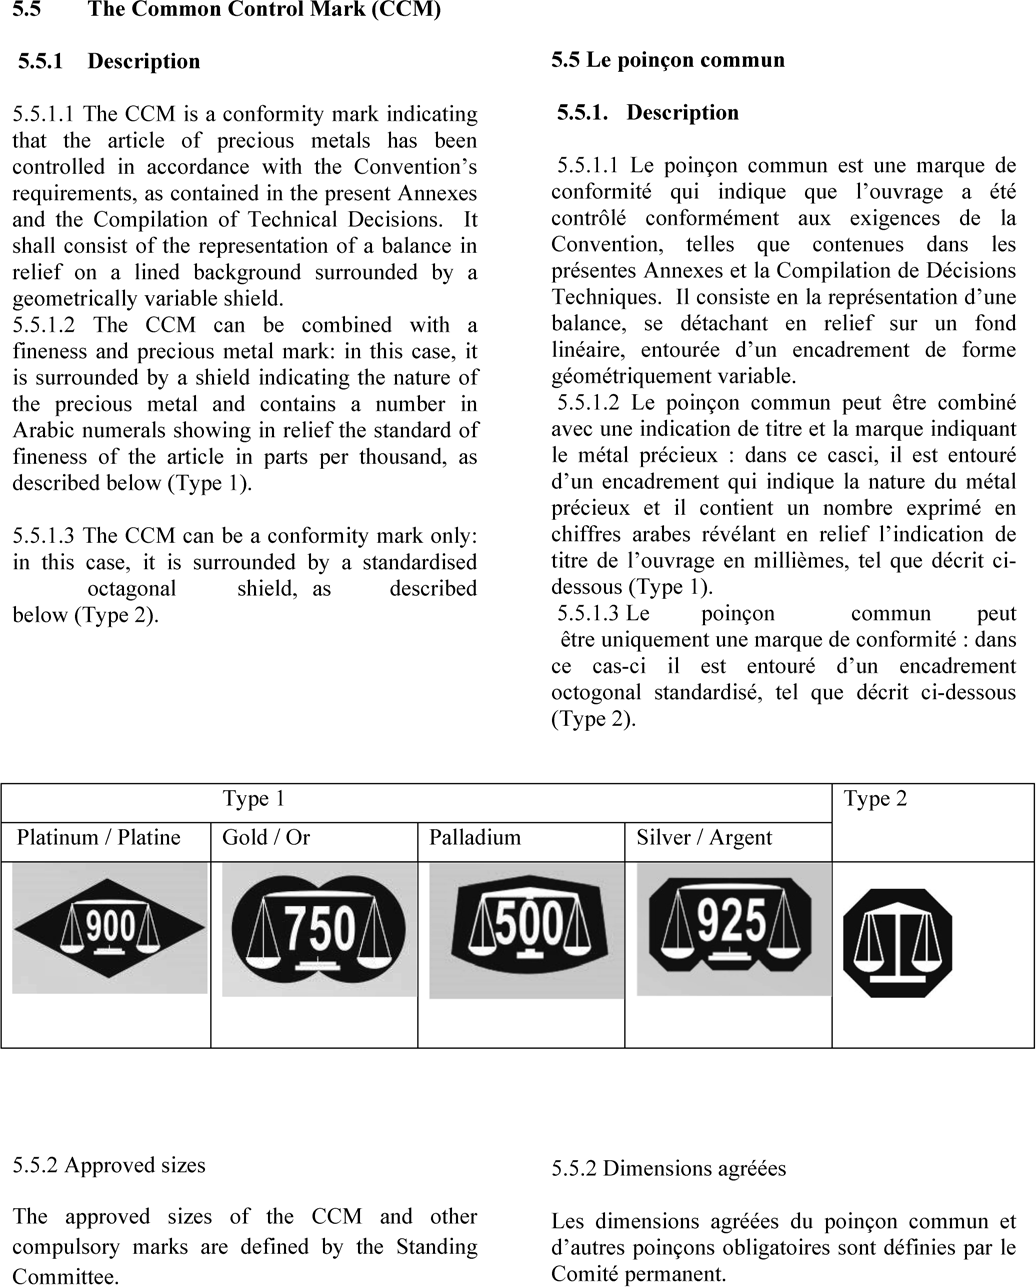 5.5 The Common Control Mark (CCM)
5.5.1 Description
5.5.1.1 The CCM is a conformity mark indicating
that the article of precious metals has been
controlled in accordance with the Convention’s
requirements, as contained in the present Annexes
and the Compilation of Technical Decisions. It
shall consist of the representation of a balance in
relief on a lined background surrounded by a
geometrically variable shield.
5.5.1.2 The CCM can be combined with a
fineness and precious metal mark: in this case, it
is surrounded by a shield indicating the nature of
the precious metal and contains a number in
Arabic numerals showing in relief the standard of
fineness of the article in parts per thousand, as
described below (Type 1).
5.5.1.3 The CCM can be a conformity mark only:
in this case, it is surrounded by a standardised
octagonal shield, as described
below (Type 2).
5.5 Le poinçon commun
5.5.1. Description
5.5.1.1 Le poinçon commun est une marque de
conformité qui indique que l’ouvrage a été
contrôlé conformément aux exigences de la
Convention, telles que contenues dans les
présentes Annexes et la Compilation de Décisions
Techniques. Il consiste en la représentation d’une
balance, se détachant en relief sur un fond
linéaire, entourée d’un encadrement de forme
géométriquement variable.
5.5.1.2 Le poinçon commun peut être combiné
avec une indication de titre et la marque indiquant
le métal précieux : dans ce casci, il est entouré
d’un encadrement qui indique la nature du métal
précieux et il contient un nombre exprimé en
chiffres arabes révélant en relief l’indication de
titre de l’ouvrage en millièmes, tel que décrit ci-
dessous (Type 1).
5.5.1.3 Le poinçon commun peut
être uniquement une marque de conformité : dans
ce cas-ci il est entouré d’un encadrement
octogonal standardisé, tel que décrit ci-dessous
(Type 2).
Type 1 Type 2
Platinum / Platine Gold / Or Palladium Silver / Argent
900 750 500 925
5.5.2 Approved sizes
The approved sizes of the CCM and other
compulsory marks are defined by the Standing
Committee.
5.5.2 Dimensions agréées
Les dimensions agréées du poinçon commun et
d’autres poinçons obligatoires sont définies par le
Comité permanent.